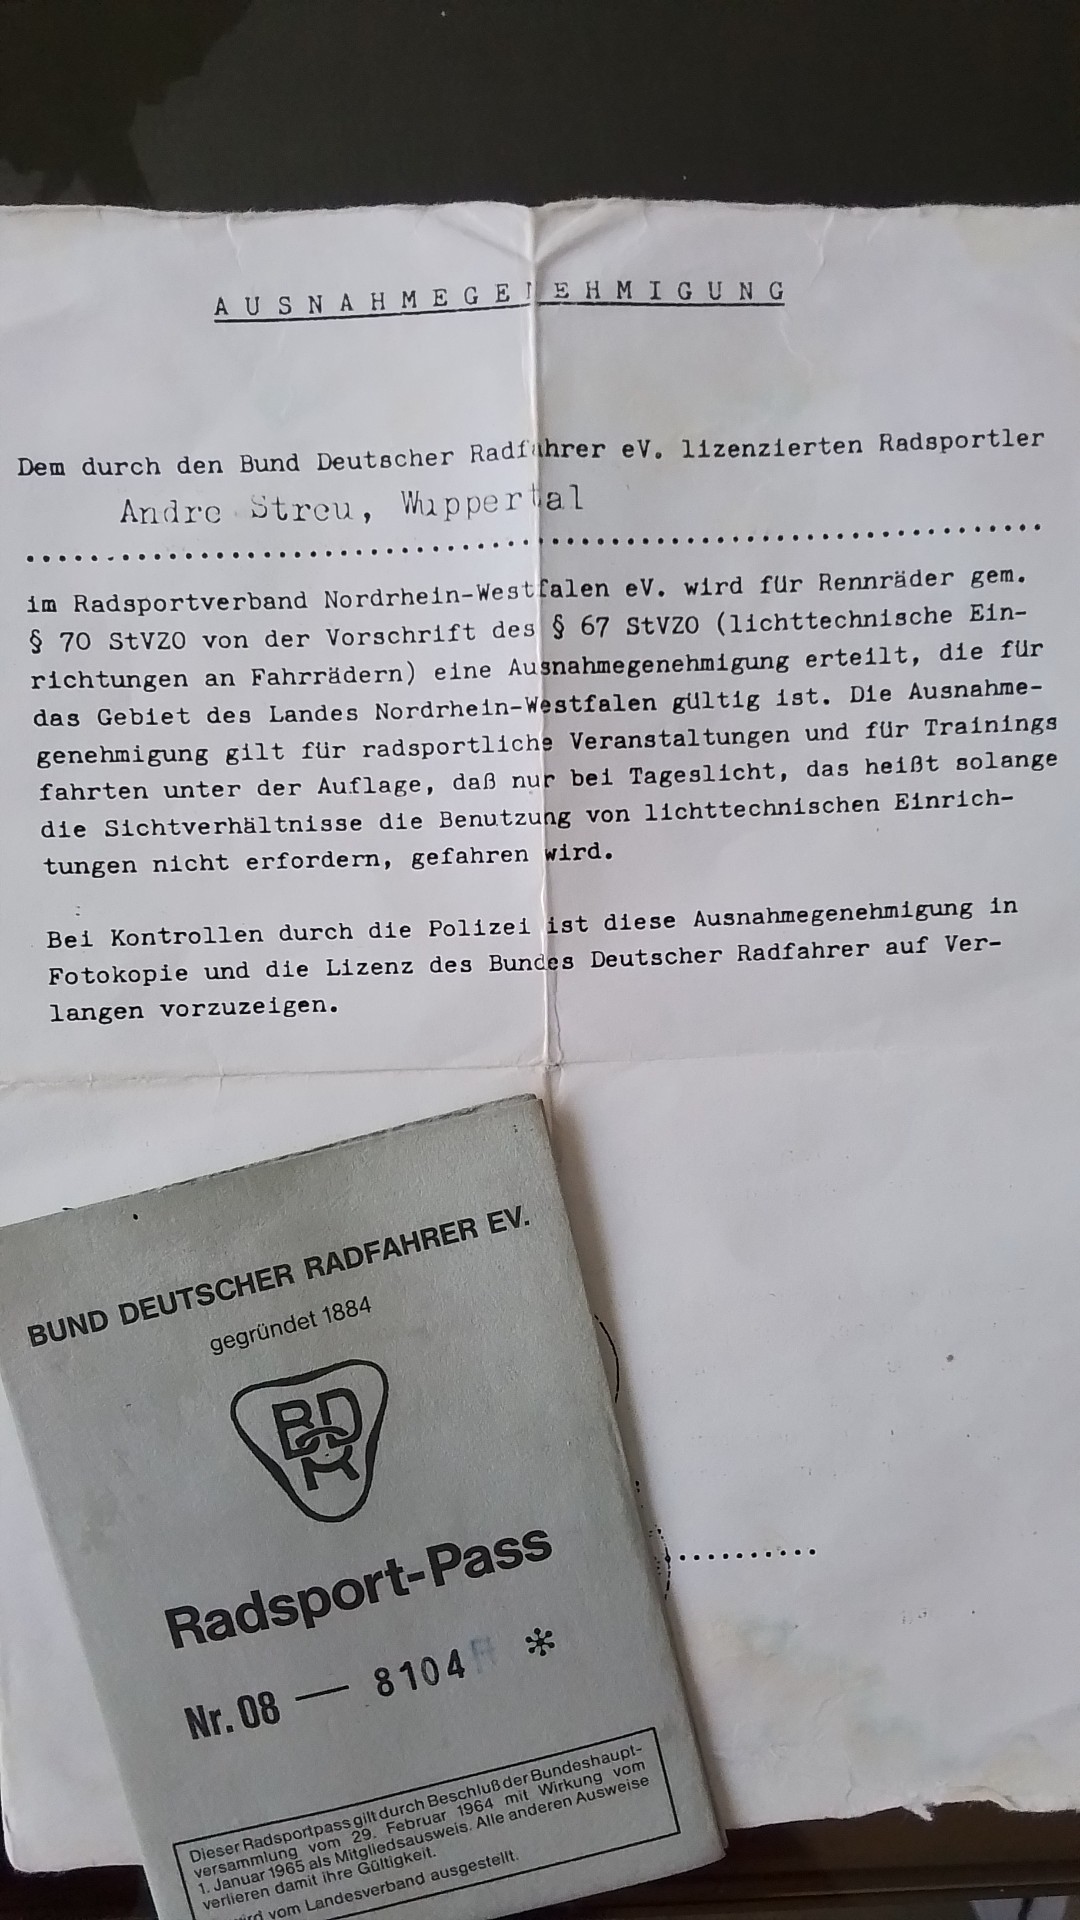 AUSNAHMEGENEHMIGUNG
Dem durch den Bund Deutscher Radfahrer eV. lizenzierten Radsportler
Andre Streu, Wuppertal
im Radsportverband Nordrhein-Westfalen eV. wird für Rennräder gem.
§ 70 StVZO von der Vorschrift des § 67 StVZO (lichttechnische Ein-
richtungen an Fahrrädern) eine Ausnahmegenehmigung erteilt, die für
das Gebiet des Landes Nordrhein-Westfalen gültig ist. Die Ausnahme-
genehmigung gilt für radsportliche Veranstaltungen und für Trainings
fahrten unter der Auflage, daß nur bei Tageslicht, das heißt solange
die Sichtverhältnisse die Benutzung von lichttechnischen Einrich-
tungen nicht erfordern, gefahren wird.
Bei Kontrollen durch die Polizei ist diese Ausnahmegenehmigung in
Fotokopie und die Lizenz des Bundes Deutscher Radfahrer auf Ver-
langen vorzuzeigen.
BUND DEUTSCHER RADFAHRER EV.
gegründet 1884
BDR
Radsport-Pass
Nr. 08 — 8104 *
Dieser Radsportpass gilt durch Beschluß der Bundeshaupt-
versammlung vom 29. Februar 1964 mit Wirkung vom
1. Januar 1965 als Mitgliedsausweis. Alle anderen Ausweise
verlieren damit ihre Gültigkeit.
vom Landesverband ausgestellt.